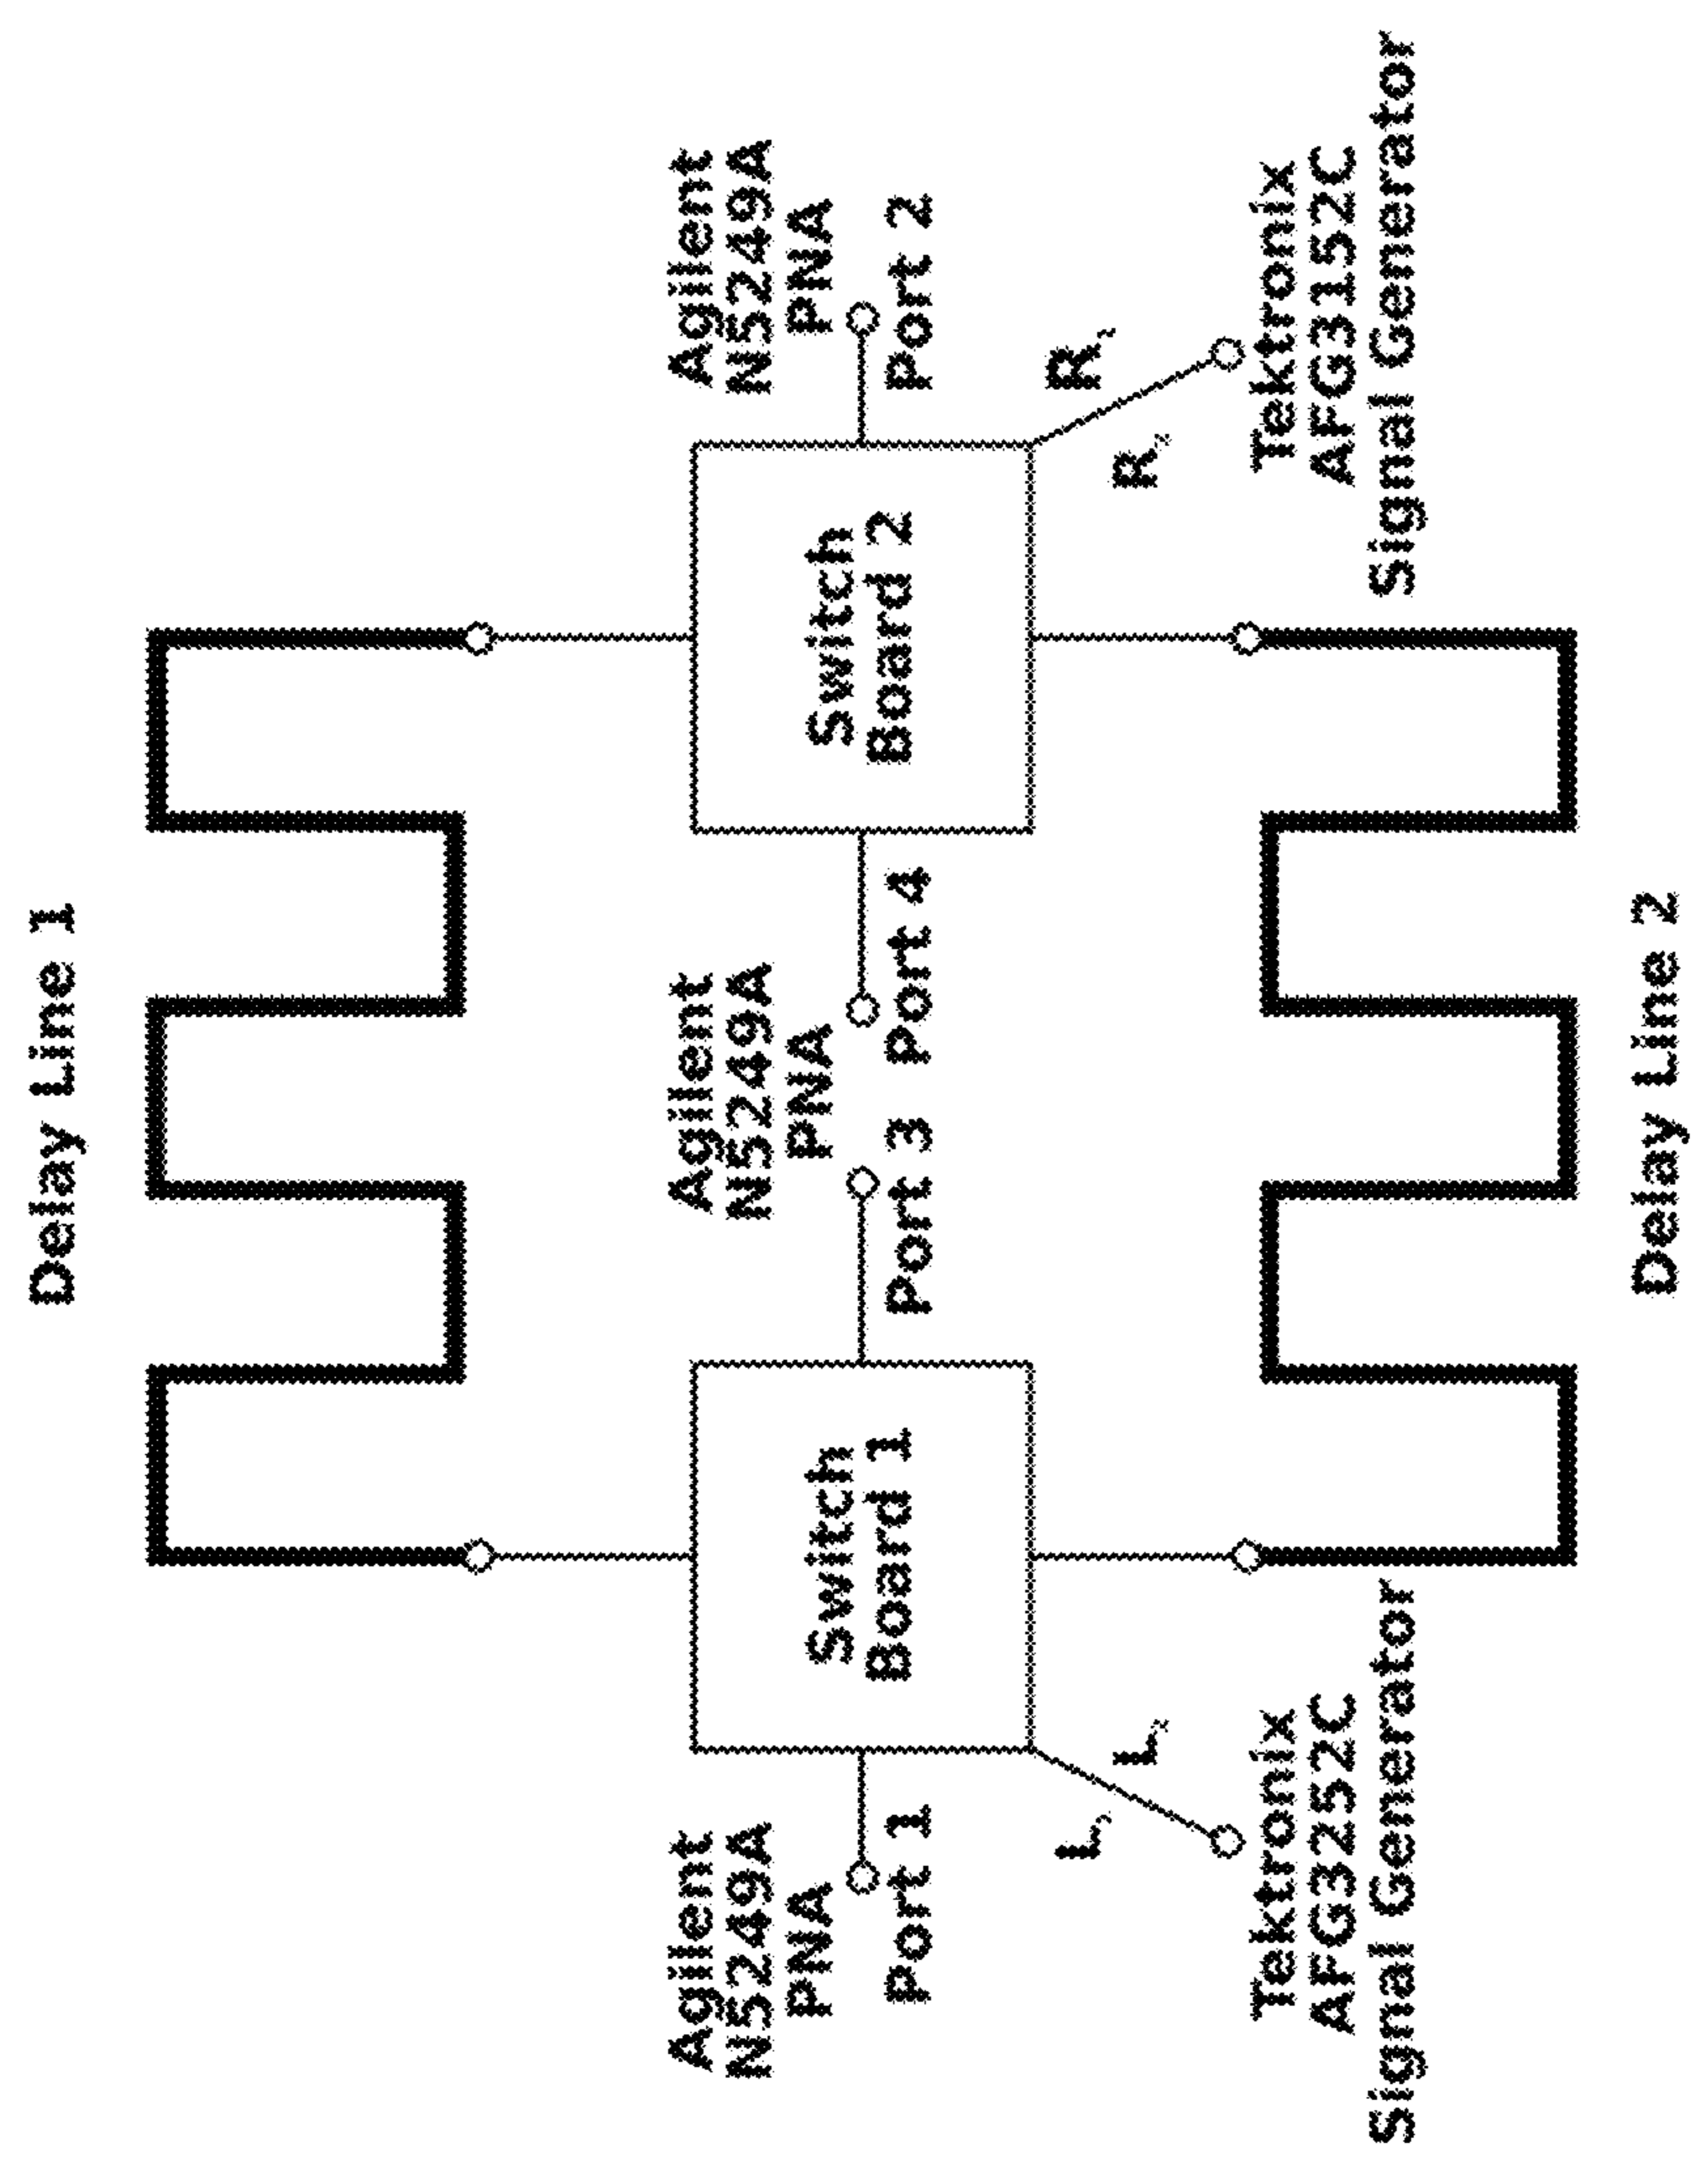 Delay Line 1
Agilent
N5249A
PNA
Port 1
Switch
Board 1
Agilent
N5249A
PNA
Port 3
Port 4
Switch
Board 2
Agilent
N5249A
PNA
Port 2
Tektronix
AFG3252C
Signal Generator
Tektronix
AFG3152C
Signal Generator
Delay Line 2